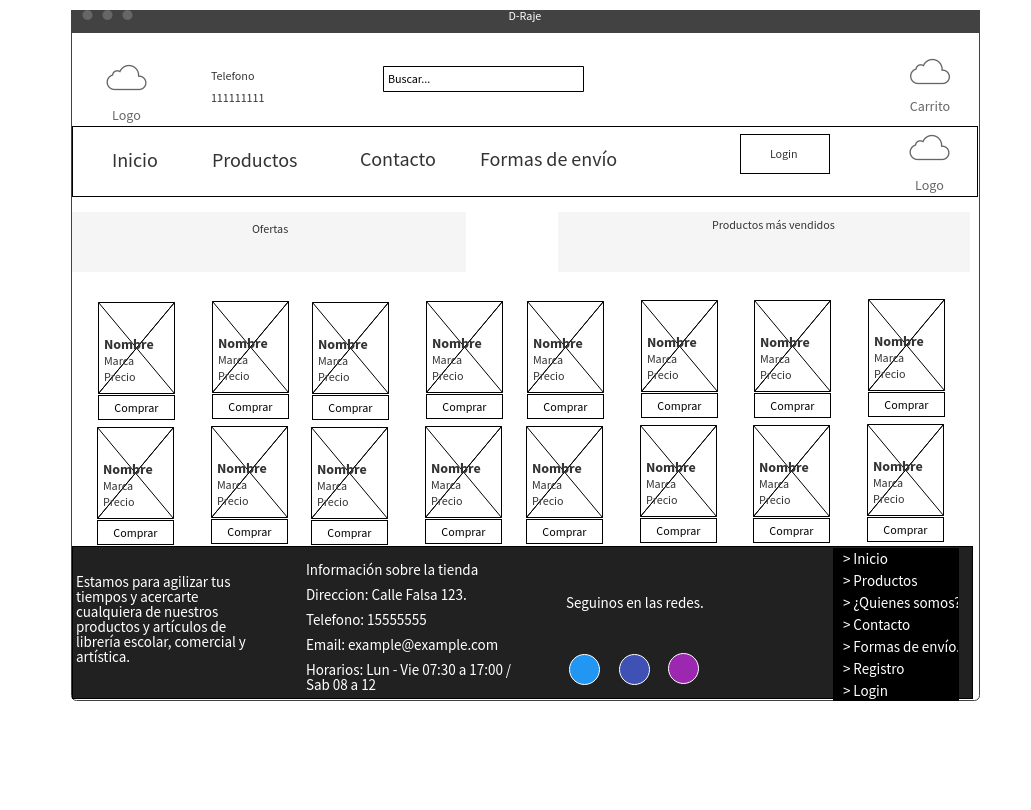 D-Raje
Logo
Telefono
111111111
Buscar...
Carrito
Inicio
Productos
Contacto
Formas de envío
Login
Logo
Ofertas
Productos más vendidos
Nombre
Marca
Precio
Comprar
Nombre
Marca
Precio
Comprar
Nombre
Marca
Precio
Comprar
Nombre
Marca
Precio
Comprar
Nombre
Marca
Precio
Comprar
Nombre
Marca
Precio
Comprar
Nombre
Marca
Precio
Comprar
Nombre
Marca
Precio
Comprar
Nombre
Marca
Precio
Comprar
Nombre
Marca
Precio
Comprar
Nombre
Marca
Precio
Comprar
Nombre
Marca
Precio
Comprar
Nombre
Marca
Precio
Comprar
Nombre
Marca
Precio
Comprar
Nombre
Marca
Precio
Comprar
Nombre
Marca
Precio
Comprar
Estamos para agilizar tus
tiempos y acercarte
cualquiera de nuestros
productos y artículos de
librería escolar, comercial y
artística.
Información sobre la tienda
Direccion: Calle Falsa 123.
Telefono: 15555555
Email: example@example.com
Horarios: Lun - Vie 07:30 a 17:00 /
Sab 08 a 12
Seguinos en las redes.
> Inicio
> Productos
> ¿Quienes somos?
> Contacto
> Formas de envío.
> Registro
> Login